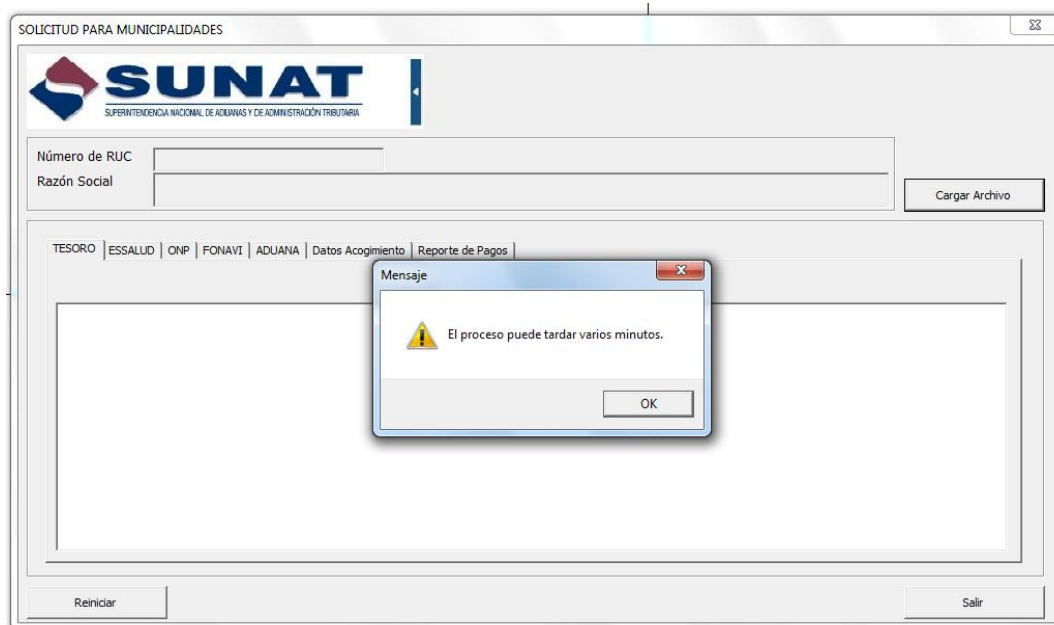 SOLICITUD PARA MUNICIPALIDADES
SUNAT
SUPERINTENDENCIA NACIONAL DE ADUANAS Y DE ADMINISTRACIÓN TRIBUTARIA
Número de RUC
Razón Social
Cargar Archivo
TESORO ESSALUD ONP FONAVI ADUANA Datos Acogimiento Reporte de Pagos
Mensaje
El proceso puede tardar varios minutos.
OK
Reiniciar Salir